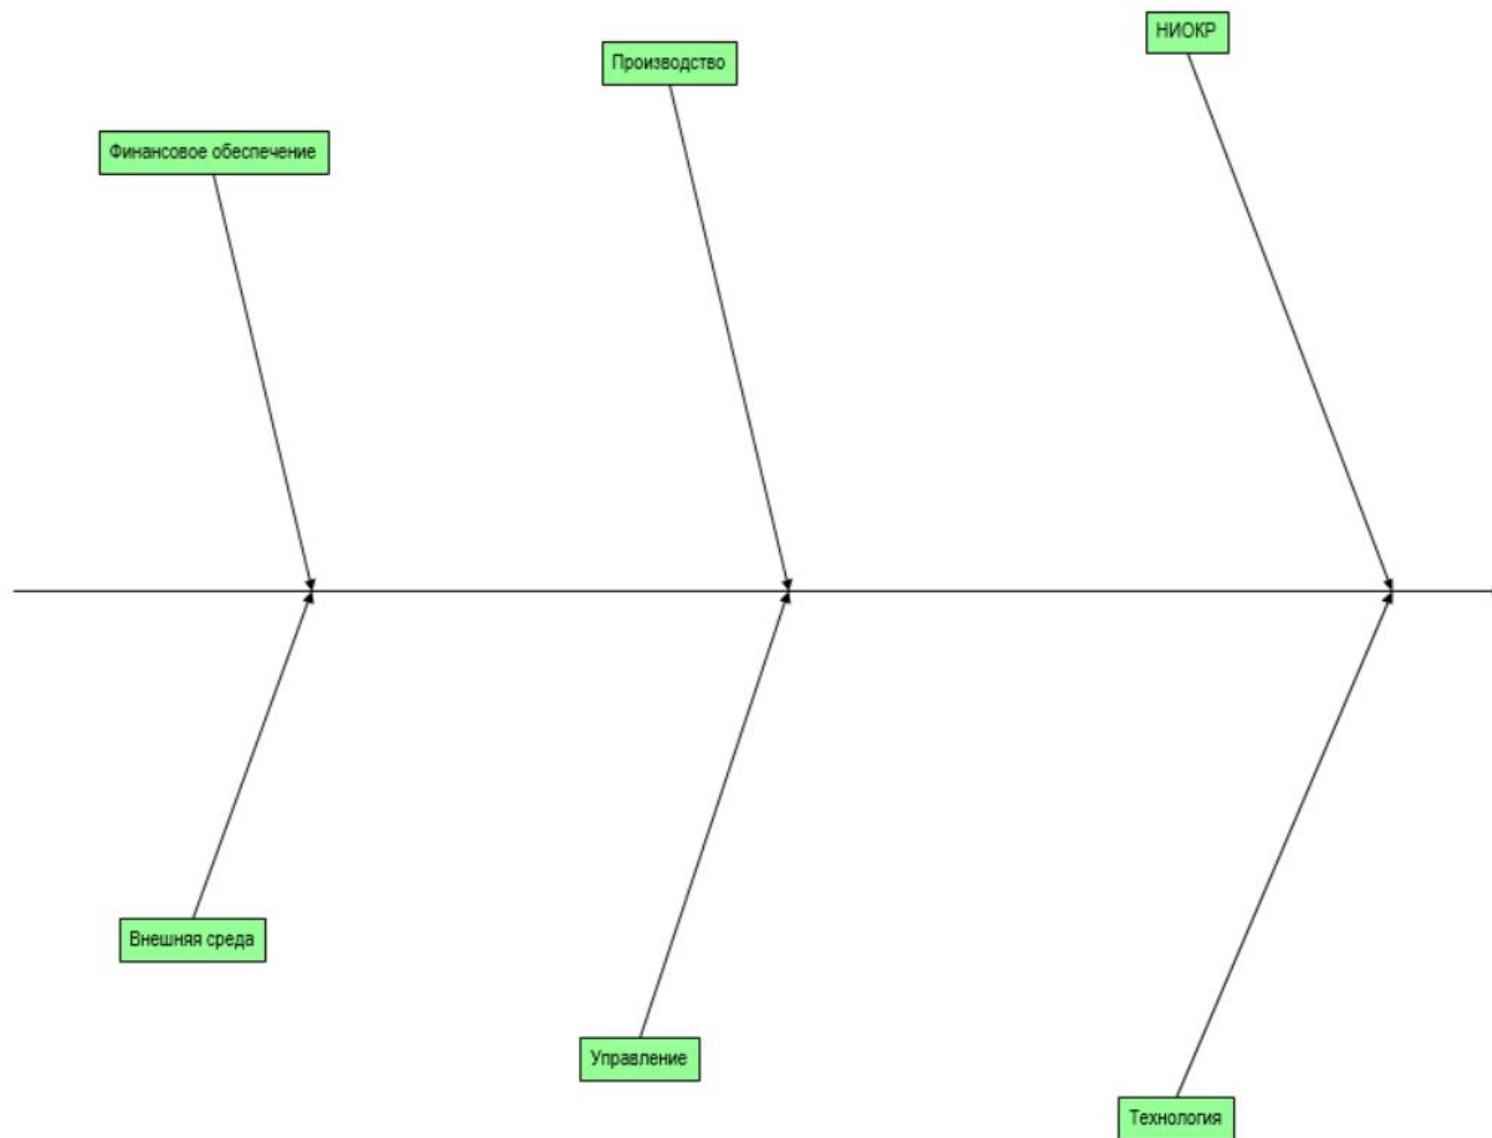 НИОКР
Производство
Финансовое обеспечение
Внешняя среда
Управление
Технология